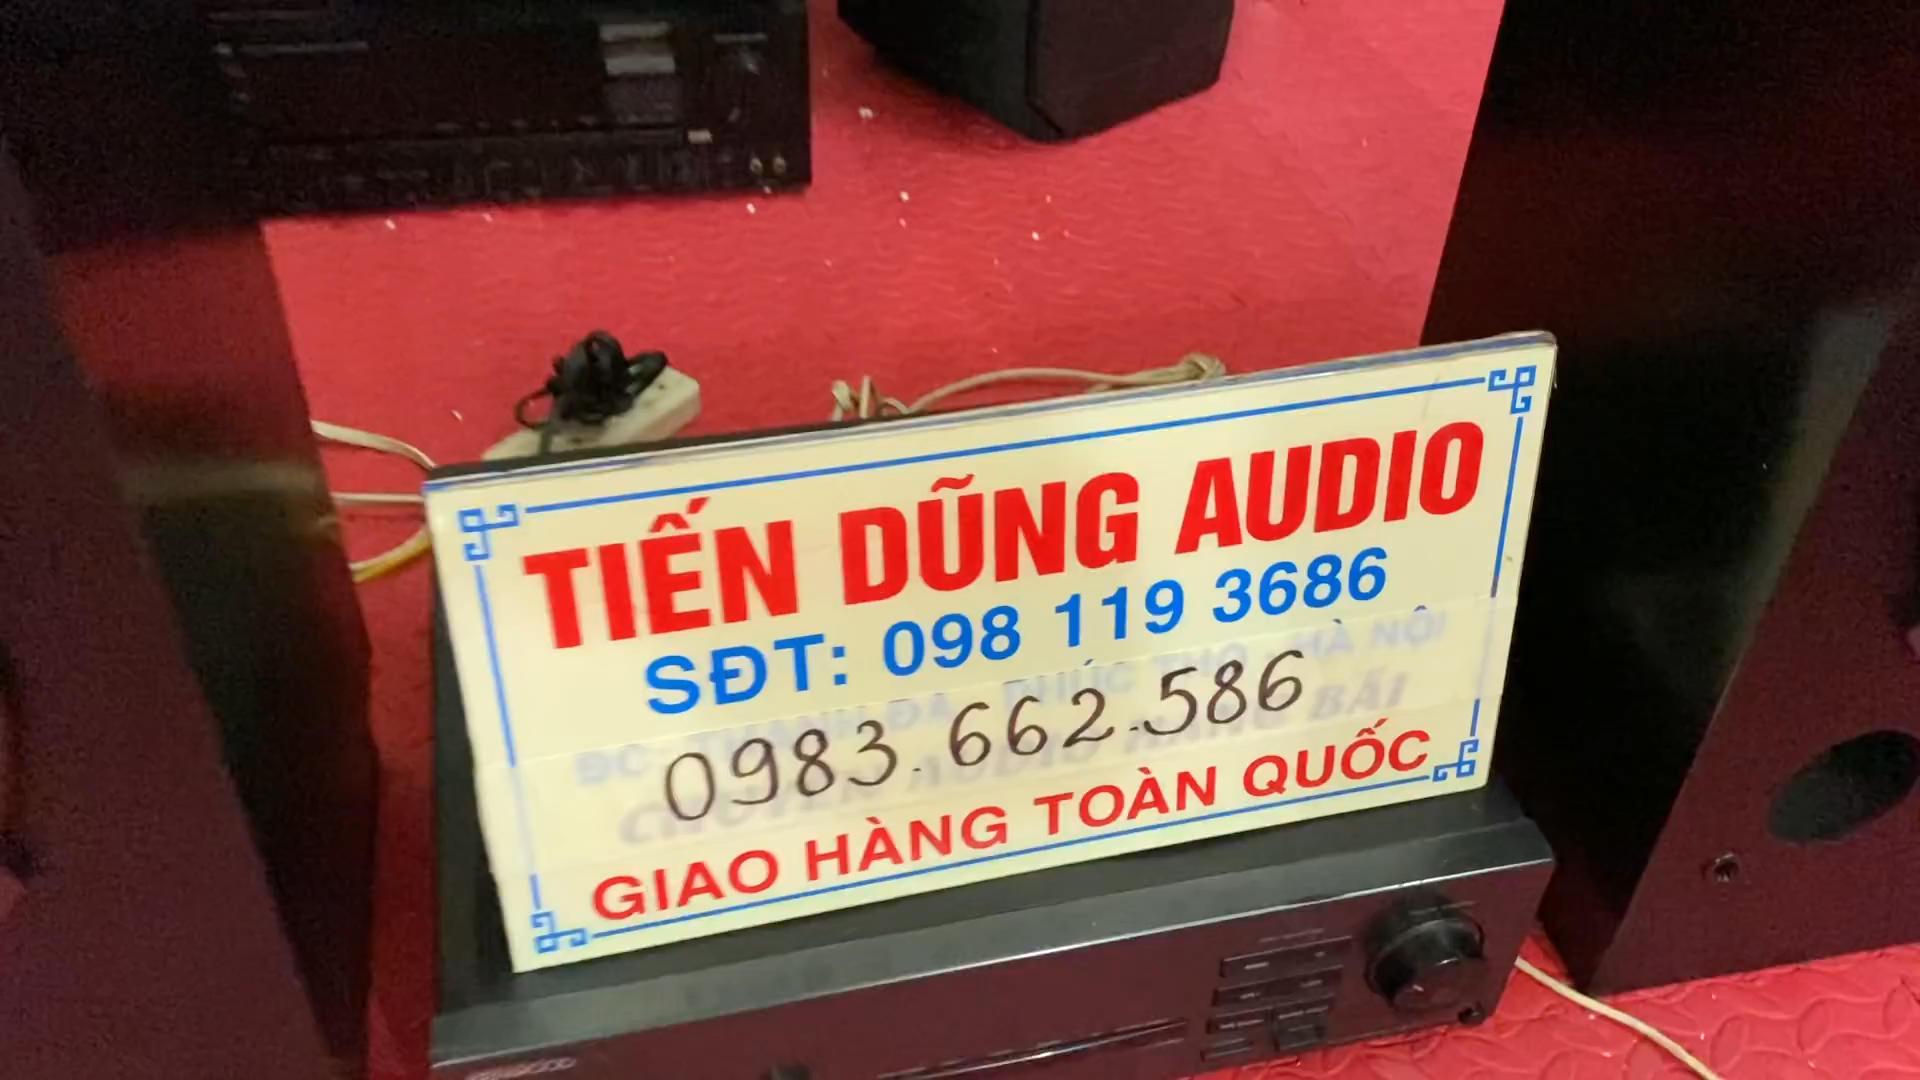 TIẾN DŨNG AUDIO
SĐT: 098 119 3686
0983.662.586
GIAO HÀNG TOÀN QUỐC